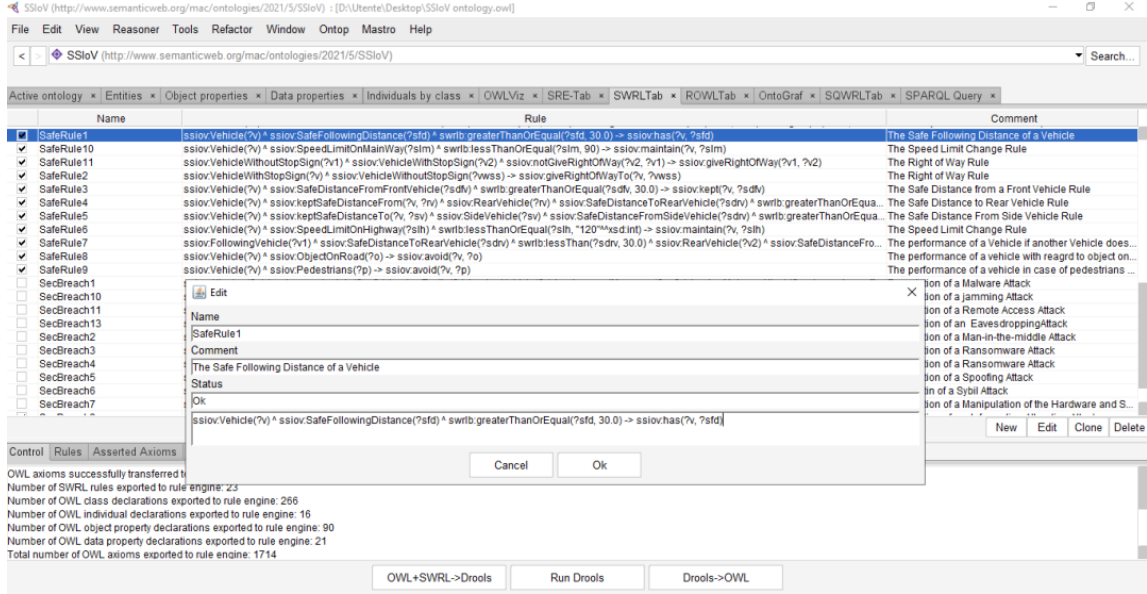 SSIoV (http://www.semanticweb.org/mac/ontologies/2021/5/SSIoV) : [D:\Utente\Desktop\SSIoV ontology.owl]
File Edit View Reasoner Tools Refactor Window Ontop Mastro Help
< > SSIoV (http://www.semanticweb.org/mac/ontologies/2021/5/SSIoV) Search...
Active ontology × Entities × Object properties × Data properties × Individuals by class × OWLViz × SRE-Tab × SWRLTab × ROWLTab × OntoGraf × SQWRLTab × SPARQL Query ×
Name Rule Comment
SafeRule1 ssiov:Vehicle(?v) ^ ssiov:SafeFollowingDistance(?sfd) ^ swrlb:greaterThanOrEqual(?sfd, 30.0) -> ssiov:has(?v, ?sfd) The Safe Following Distance of a Vehicle
SafeRule10 ssiov:Vehicle(?v) ^ ssiov:SpeedLimitOnMainWay(?slm) ^ swrlb:lessThanOrEqual(?slm, 90) -> ssiov:maintain(?v, ?slm) The Speed Limit Change Rule
SafeRule11 ssiov:VehicleWithoutStopSign(?v1) ^ ssiov:VehicleWithStopSign(?v2) ^ ssiov:notGiveRightOfWay(?v2, ?v1) -> ssiov:giveRightOfWay(?v1, ?v2) The Right of Way Rule
SafeRule2 ssiov:VehicleWithStopSign(?v) ^ ssiov:VehicleWithoutStopSign(?vwss) -> ssiov:giveRightOfWayTo(?v, ?vwss) The Right of Way Rule
SafeRule3 ssiov:Vehicle(?v) ^ ssiov:SafeDistanceFromFrontVehicle(?sdfv) ^ swrlb:greaterThanOrEqual(?sdfv, 30.0) -> ssiov:kept(?v, ?sdfv) The Safe Distance from a Front Vehicle Rule
SafeRule4 ssiov:Vehicle(?v) ^ ssiov:keptSafeDistanceFrom(?v, ?rv) ^ ssiov:RearVehicle(?rv) ^ ssiov:SafeDistanceToRearVehicle(?sdrv) ^ swrlb:greaterThanOrEqua... The Safe Distance to Rear Vehicle Rule
SafeRule5 ssiov:Vehicle(?v) ^ ssiov:keptSafeDistanceTo(?v, ?sv) ^ ssiov:SideVehicle(?sv) ^ ssiov:SafeDistanceFromSideVehicle(?sdrv) ^ swrlb:greaterThanOrEqua... The Safe Distance From Side Vehicle Rule
SafeRule6 ssiov:Vehicle(?v) ^ ssiov:SpeedLimitOnHighway(?slh) ^ swrlb:lessThanOrEqual(?slh, "120"^^xsd:int) -> ssiov:maintain(?v, ?slh) The Speed Limit Change Rule
SafeRule7 ssiov:FollowingVehicle(?v1) ^ ssiov:SafeDistanceToRearVehicle(?sdrv) ^ swrlb:lessThan(?sdrv, 30.0) ^ ssiov:RearVehicle(?v2) ^ ssiov:SafeDistanceFro... The performance of a Vehicle if another Vehicle does...
SafeRule8 ssiov:Vehicle(?v) ^ ssiov:ObjectOnRoad(?o) -> ssiov:avoid(?v, ?o) The performance of a vehicle with reagrd to object on...
SafeRule9 ssiov:Vehicle(?v) ^ ssiov:Pedestrians(?p) -> ssiov:avoid(?v, ?p) The performance of a vehicle in case of pedestrians ...
SecBreach1 tion of a Malware Attack
SecBreach10 tion of a jamming Attack
SecBreach11 tion of a Remote Access Attack
SecBreach13 tion of an EavesdroppingAttack
SecBreach2 tion of a Man-in-the-middle Attack
SecBreach3 tion of a Ransomware Attack
SecBreach4 tion of a Ransomware Attack
SecBreach5 tion of a Spoofing Attack
SecBreach6 tin of a Sybil Attack
SecBreach7 tion of a Manipulation of the Hardware and S...
Edit
Name
SafeRule1
Comment
The Safe Following Distance of a Vehicle
Status
Ok
ssiov:Vehicle(?v) ^ ssiov:SafeFollowingDistance(?sfd) ^ swrlb:greaterThanOrEqual(?sfd, 30.0) -> ssiov:has(?v, ?sfd)
Cancel Ok
New Edit Clone Delete
Control Rules Asserted Axioms
OWL axioms successfully transferred t
Number of SWRL rules exported to rule engine: 23
Number of OWL class declarations exported to rule engine: 266
Number of OWL individual declarations exported to rule engine: 16
Number of OWL object property declarations exported to rule engine: 90
Number of OWL data property declarations exported to rule engine: 21
Total number of OWL axioms exported to rule engine: 1714
OWL+SWRL->Drools Run Drools Drools->OWL